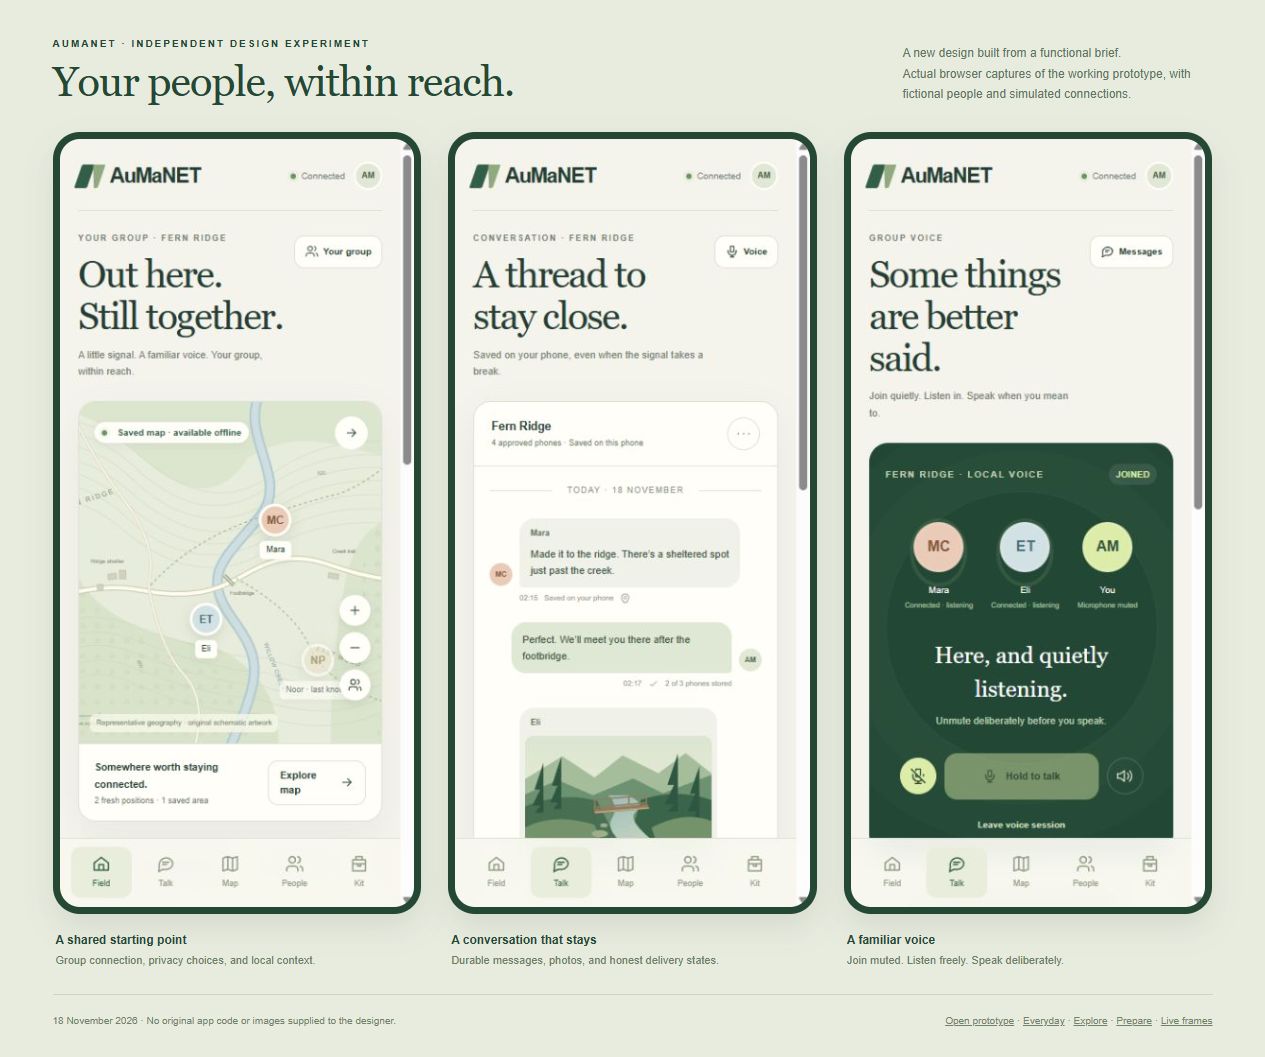 AUMANET · INDEPENDENT DESIGN EXPERIMENT
Your people, within reach.
A new design built from a functional brief.
Actual browser captures of the working prototype, with
fictional people and simulated connections.
AuMaNET
Connected
AM
YOUR GROUP · FERN RIDGE
Your group
Out here.
Still together.
A little signal. A familiar voice. Your group,
within reach.
Saved map · available offline
RIDGE
MC
Mara
Ridge shelter
Creek trail
Footbridge
ET
Eli
WILLOW
NP
Noor · last
Representative geography · original schematic artwork
Somewhere worth staying
connected.
2 fresh positions · 1 saved area
Explore
map
Field
Talk
Map
People
Kit
AuMaNET
Connected
AM
CONVERSATION · FERN RIDGE
Voice
A thread to
stay close.
Saved on your phone, even when the signal takes a
break.
Fern Ridge
4 approved phones · Saved on this phone
TODAY · 18 NOVEMBER
Mara
Made it to the ridge. There's a sheltered spot
just past the creek.
MC
02:15 Saved on your phone
Perfect. We'll meet you there after the
footbridge.
AM
02:17 2 of 3 phones stored
Eli
Field
Talk
Map
People
Kit
AuMaNET
Connected
AM
GROUP VOICE
Messages
Some things
are better
said.
Join quietly. Listen in. Speak when you mean
to.
FERN RIDGE · LOCAL VOICE
JOINED
MC
ET
AM
Mara
Eli
You
Connected · listening
Connected · listening
Microphone muted
Here, and quietly
listening.
Unmute deliberately before you speak.
Hold to talk
Leave voice session
Field
Talk
Map
People
Kit
A shared starting point
Group connection, privacy choices, and local context.
A conversation that stays
Durable messages, photos, and honest delivery states.
A familiar voice
Join muted. Listen freely. Speak deliberately.
18 November 2026 · No original app code or images supplied to the designer.
Open prototype · Everyday · Explore · Prepare · Live frames